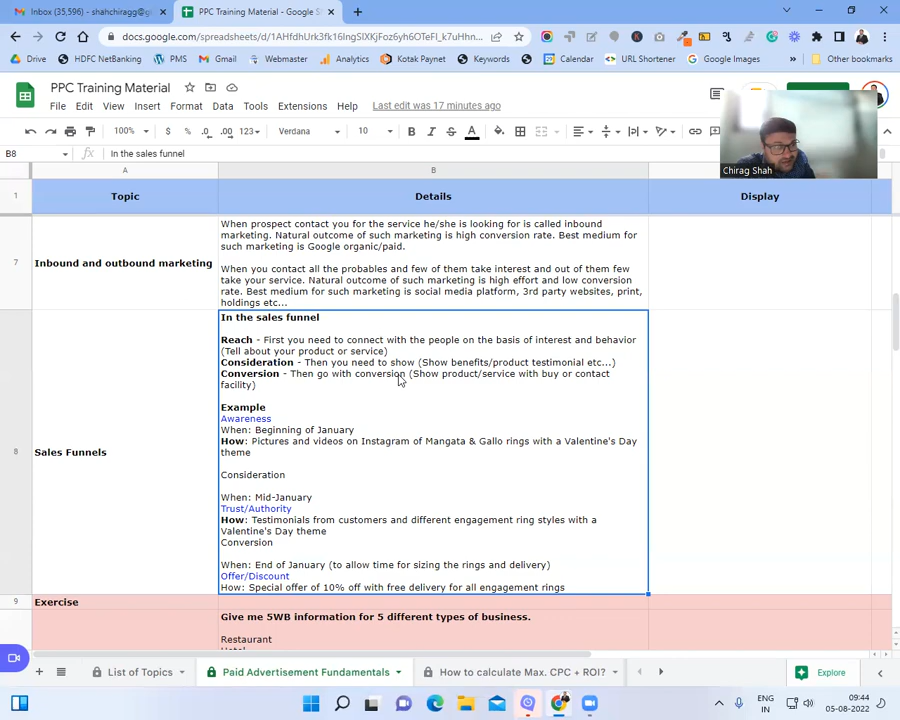 Inbox (35,596) - shahchiragg@g
PPC Training Material - Google S
docs.google.com/spreadsheets/d/1AHfdhUrk3fk16IngSIXKjFoz6yh6OTeFI_k7uHhn...
Drive
HDFC NetBanking
PMS
Gmail
Webmaster
Analytics
Kotak Paynet
Keywords
Calendar
URL Shortener
Google Images
Other bookmarks
PPC Training Material
File Edit View Insert Format Data Tools Extensions Help Last edit was 17 minutes ago
100% $ % .0 .00 123 Verdana 10 B I S A
B8 fx In the sales funnel
Chirag Shah
A B
1 Topic Details Display
7 Inbound and outbound marketing
When prospect contact you for the service he/she is looking for is called inbound
marketing. Natural outcome of such marketing is high conversion rate. Best medium for
such marketing is Google organic/paid.
When you contact all the probables and few of them take interest and out of them few
take your service. Natural outcome of such marketing is high effort and low conversion
rate. Best medium for such marketing is social media platform, 3rd party websites, print,
holdings etc...
8 Sales Funnels
In the sales funnel
Reach - First you need to connect with the people on the basis of interest and behavior
(Tell about your product or service)
Consideration - Then you need to show (Show benefits/product testimonial etc...)
Conversion - Then go with conversion (Show product/service with buy or contact
facility)
Example
Awareness
When: Beginning of January
How: Pictures and videos on Instagram of Mangata & Gallo rings with a Valentine's Day
theme
Consideration
When: Mid-January
Trust/Authority
How: Testimonials from customers and different engagement ring styles with a
Valentine's Day theme
Conversion
When: End of January (to allow time for sizing the rings and delivery)
Offer/Discount
How: Special offer of 10% off with free delivery for all engagement rings
9 Exercise
Give me 5WB information for 5 different types of business.
Restaurant
Hotel
List of Topics
Paid Advertisement Fundamentals
How to calculate Max. CPC + ROI?
Explore
ENG
IN
09:44
05-08-2022